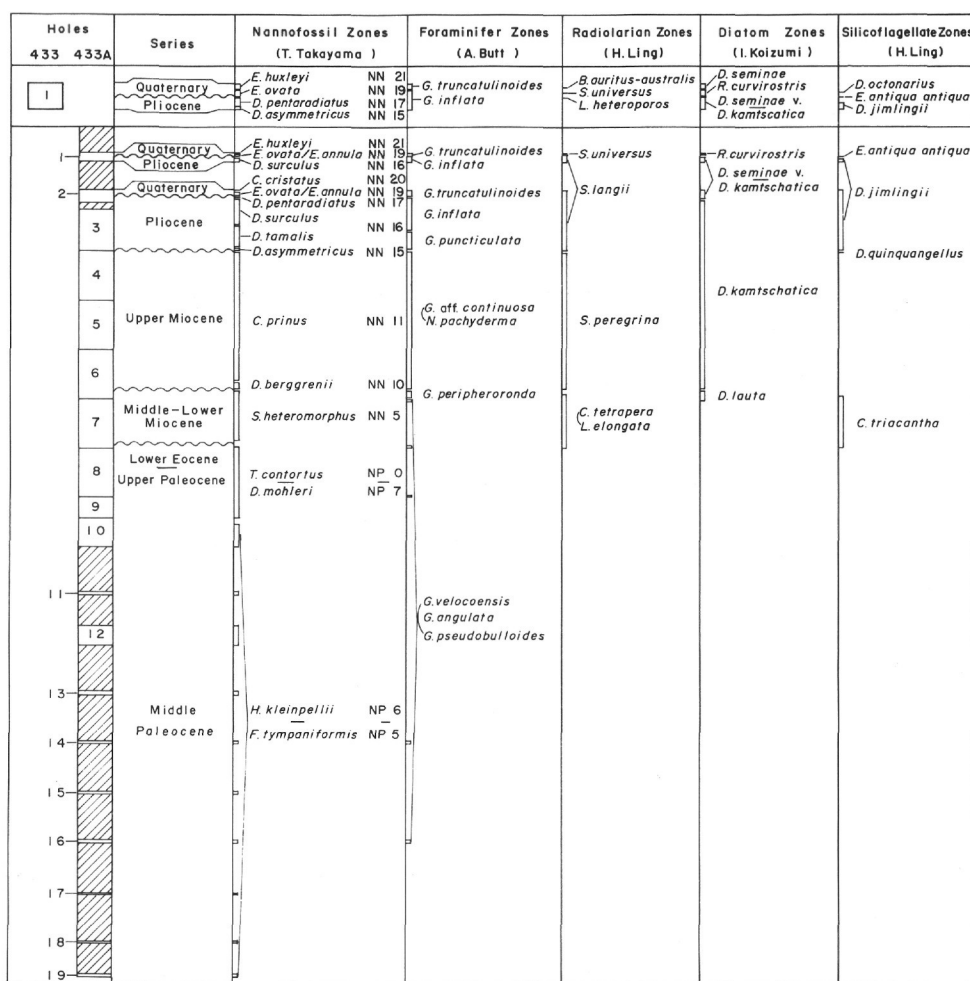 Holes
433 433A
Series
Nannofossil Zones
(T. Takayama)
Foraminifer Zones
(A. Butt)
Radiolarian Zones
(H. Ling)
Diatom Zones
(I. Koizumi)
Silicoflagellate Zones
(H. Ling)
1
Quaternary
Pliocene
E. huxleyi NN 21
E. ovata NN 19
D. pentaradiatus NN 17
D. asymmetricus NN 15
G. truncatulinoides
G. inflata
B. auritus-australis
S. universus
L. heteroporos
D. seminae
R. curvirostris
D. seminae v.
D. kamtscatica
D. octonarius
E. antiqua antiqua
D. jimlingii
1
Quaternary
Pliocene
E. huxleyi NN 21
E. ovata/E. annula NN 19
D. surculus NN 16
G. truncatulinoides
G. inflata
S. universus
R. curvirostris
E. antiqua antiqua
2
Quaternary
C. cristatus NN 20
E. ovata/E. annula NN 19
D. pentaradiatus NN 17
G. truncatulinoides
S. langii
D. seminae v.
D. kamtschatica
D. jimlingii
3
Pliocene
D. surculus
NN 16
D. tamalis
D. asymmetricus NN 15
G. inflata
G. puncticulata
D. quinquangellus
4
5
6
Upper Miocene
C. prinus NN 11
D. berggrenii NN 10
G. aff. continuosa
N. pachyderma
G. peripheroronda
S. peregrina
D. kamtschatica
D. lauta
7
Middle-Lower
Miocene
S. heteromorphus NN 5
C. tetrapera
L. elongata
C. triacantha
8
Lower Eocene
Upper Paleocene
T. contortus NP 0
D. mohleri NP 7
9
10
11
12
13
14
15
16
17
18
19
Middle
Paleocene
H. kleinpellii NP 6
F. tympaniformis NP 5
G. velocoensis
G. angulata
G. pseudobulloides